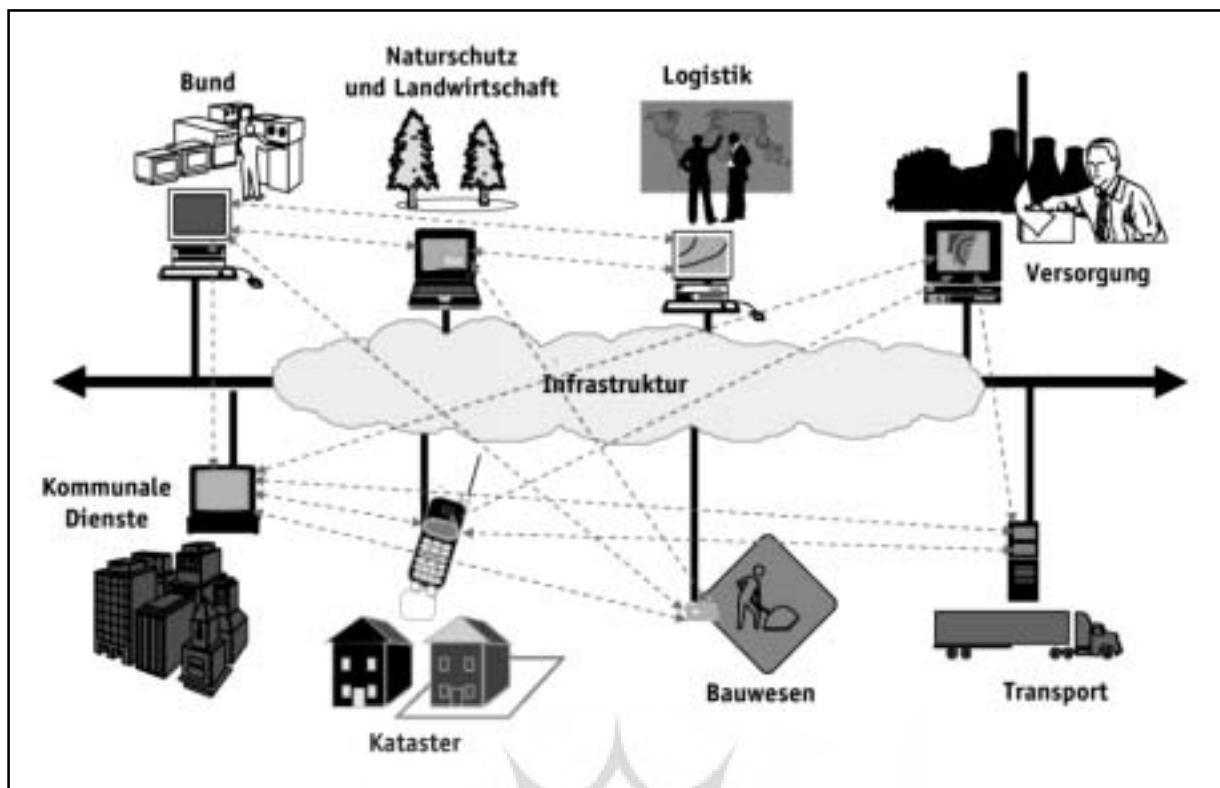 Bund
Naturschutz
und Landwirtschaft
Logistik
Versorgung
Infrastruktur
Kommunale
Dienste
Kataster
Bauwesen
Transport